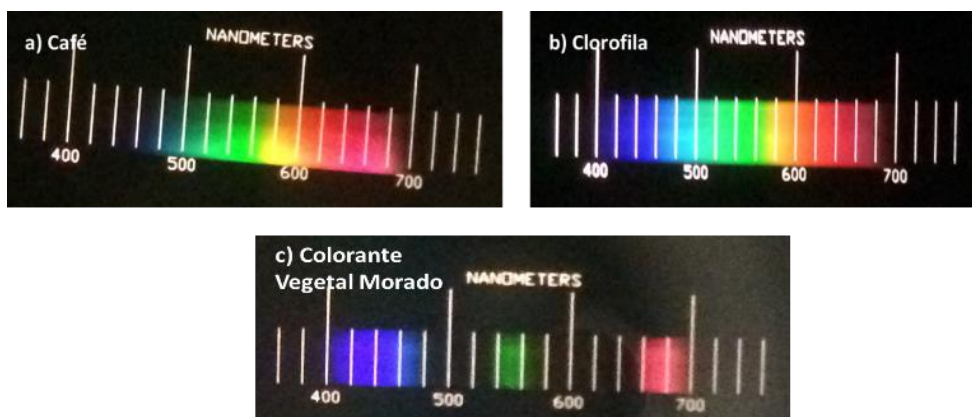 a) Café
NANOMETERS
400
500
600
700
b) Clorofila
NANOMETERS
400
500
600
700
c) Colorante
Vegetal Morado
NANOMETERS
400
500
600
700